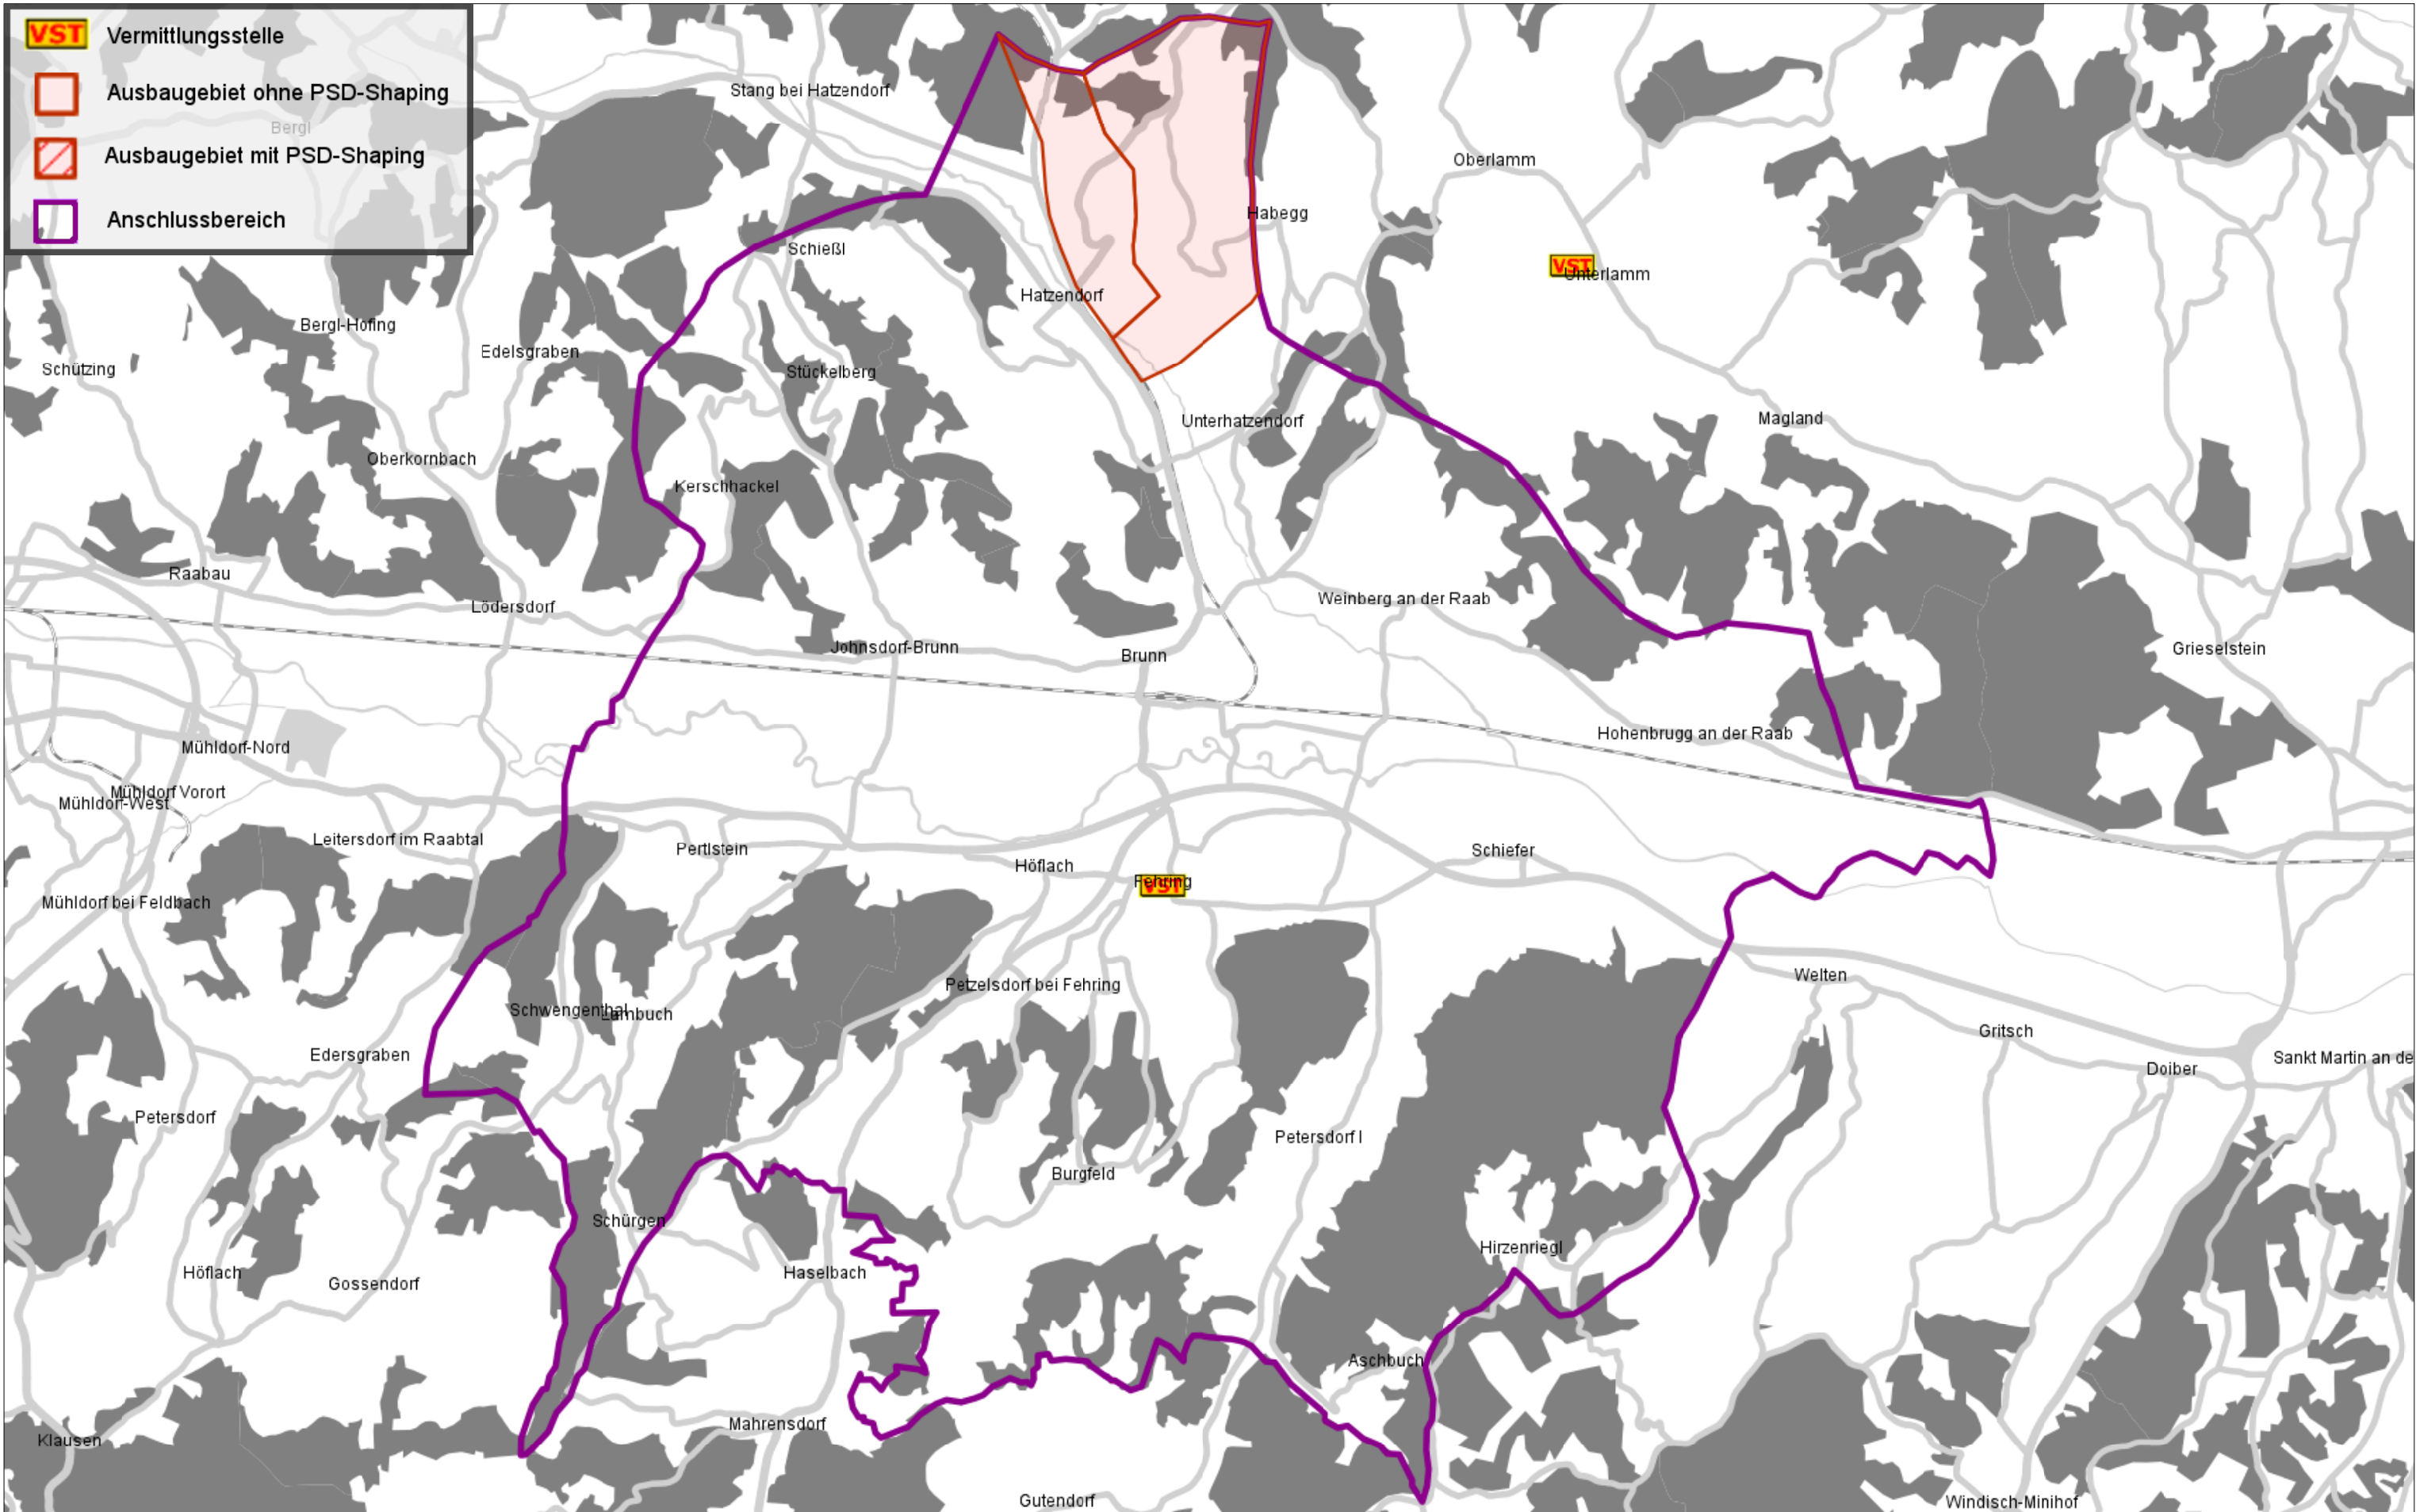 VST Vermittlungsstelle
Ausbaugebiet ohne PSD-Shaping
Bergl
Ausbaugebiet mit PSD-Shaping
Anschlussbereich
Stang bei Hatzendorf
Oberlamm
Habegg
Schießl
VST
Unterlamm
Hatzendorf
Bergl-Höfing
Edelsgraben
Schützing
Stückelberg
Magland
Unterhatzendorf
Oberkornbach
Kerschhackel
Raabau
Weinberg an der Raab
Lödersdorf
Johnsdorf-Brunn
Brunn
Grieselstein
Hohenbrugg an der Raab
Mühldorf-Nord
Mühldorf Vorort
Mühldorf-West
Leitersdorf im Raabtal
Pertlstein
Schiefer
Höflach
VST
Fehring
Mühldorf bei Feldbach
Welten
Petzelsdorf bei Fehring
Schwengenthal
Gritsch
Edersgraben
Sankt Martin an de
Doiber
Petersdorf
Petersdorf I
Burgfeld
Schürgen
Hirzenriegl
Höflach
Haselbach
Gossendorf
Aschbuch
Mahrensdorf
Klausen
Gutendorf
Windisch-Minihof